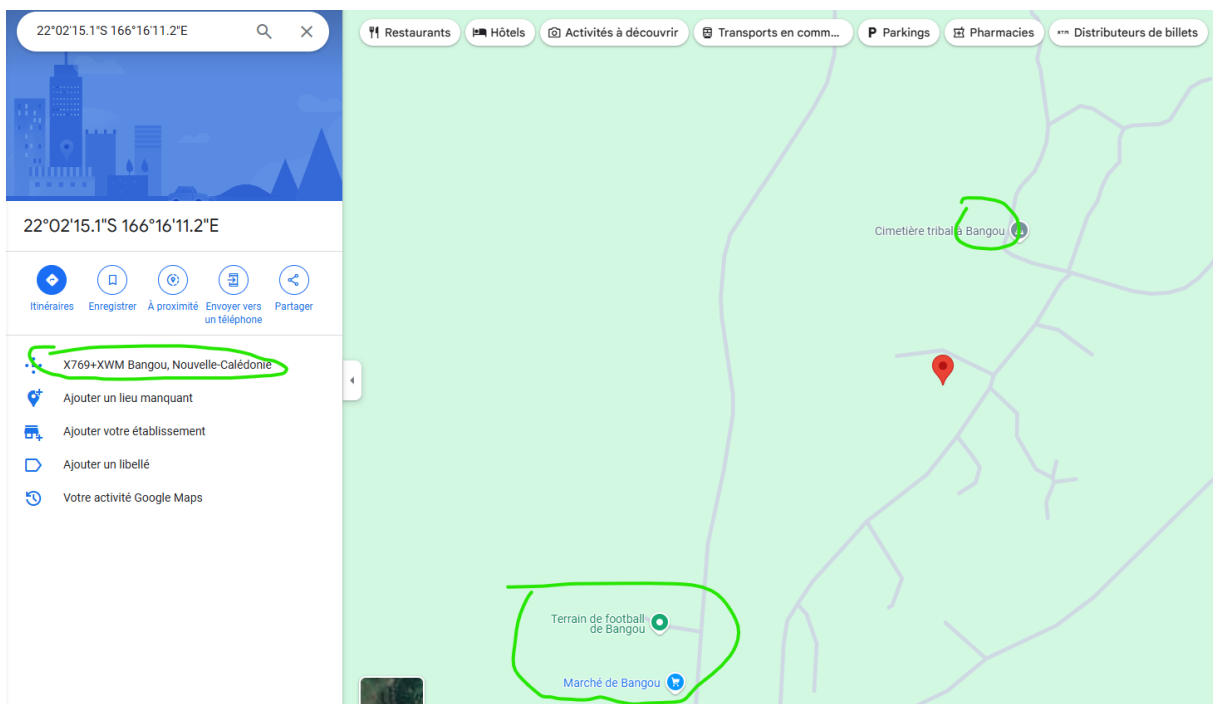 22°02'15.1"S 166°16'11.2"E
Restaurants
Hôtels
Activités à découvrir
Transports en comm...
P Parkings
Pharmacies
ATM Distributeurs de billets
22°02'15.1"S 166°16'11.2"E
Itinéraires
Enregistrer
À proximité
Envoyer vers
un téléphone
Partager
X769+XWM Bangou, Nouvelle-Calédonie
Ajouter un lieu manquant
Ajouter votre établissement
Ajouter un libellé
Votre activité Google Maps
Cimetière tribal à Bangou
Terrain de football
de Bangou
Marché de Bangou